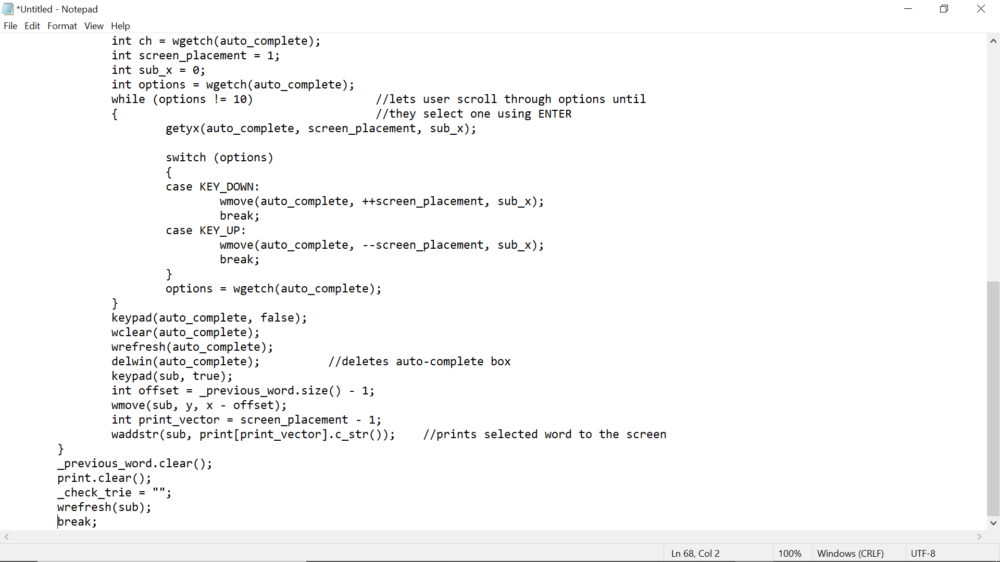 *Untitled - Notepad
File Edit Format View Help
int ch = wgetch(auto_complete);
int screen_placement = 1;
int sub_x = 0;
int options = wgetch(auto_complete);
while (options != 10) //lets user scroll through options until
{ //they select one using ENTER
getyx(auto_complete, screen_placement, sub_x);
switch (options)
{
case KEY_DOWN:
wmove(auto_complete, ++screen_placement, sub_x);
break;
case KEY_UP:
wmove(auto_complete, --screen_placement, sub_x);
break;
}
options = wgetch(auto_complete);
}
keypad(auto_complete, false);
wclear(auto_complete);
wrefresh(auto_complete);
delwin(auto_complete); //deletes auto-complete box
keypad(sub, true);
int offset = _previous_word.size() - 1;
wmove(sub, y, x - offset);
int print_vector = screen_placement - 1;
waddstr(sub, print[print_vector].c_str()); //prints selected word to the screen
}
_previous_word.clear();
print.clear();
_check_trie = "";
wrefresh(sub);
break;
Ln 68, Col 2 100% Windows (CRLF) UTF-8